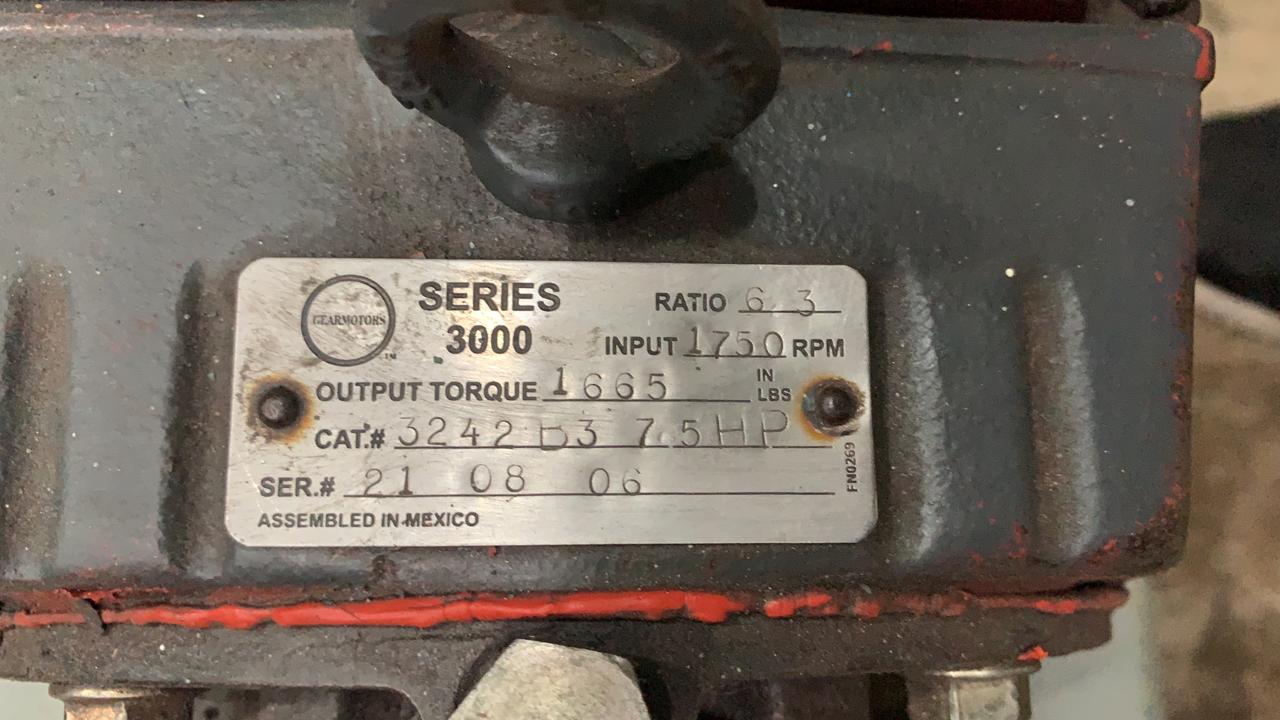 GEARMOTORS
TM
SERIES
3000
RATIO 6.3
INPUT 1750 RPM
OUTPUT TORQUE 1665 IN LBS
CAT.# 3242 B3 7.5HP
SER.# 21 08 06
ASSEMBLED IN MEXICO
FN0269